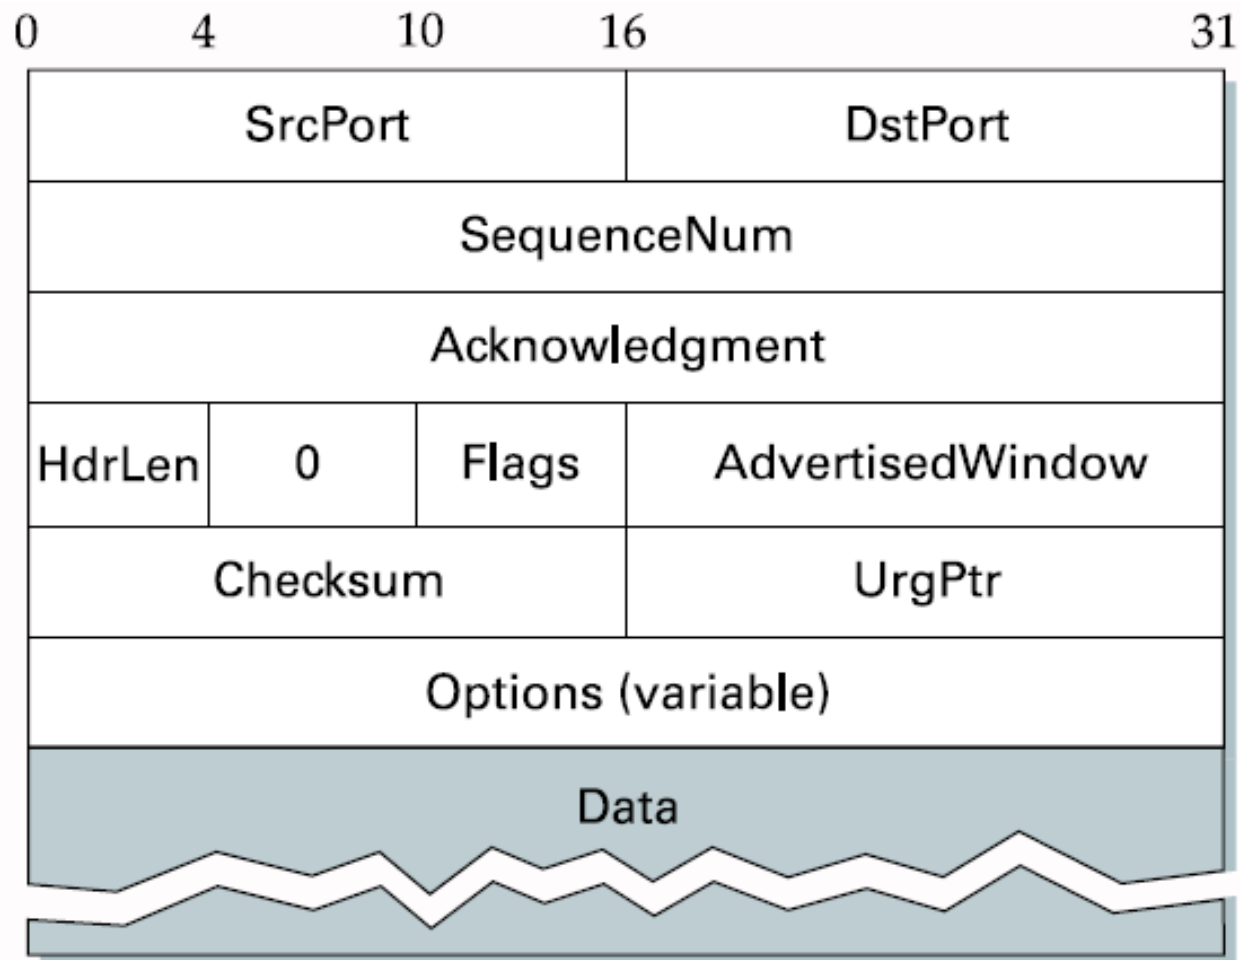 0 4 10 16 31
SrcPort DstPort
SequenceNum
Acknowledgment
HdrLen 0 Flags AdvertisedWindow
Checksum UrgPtr
Options (variable)
Data